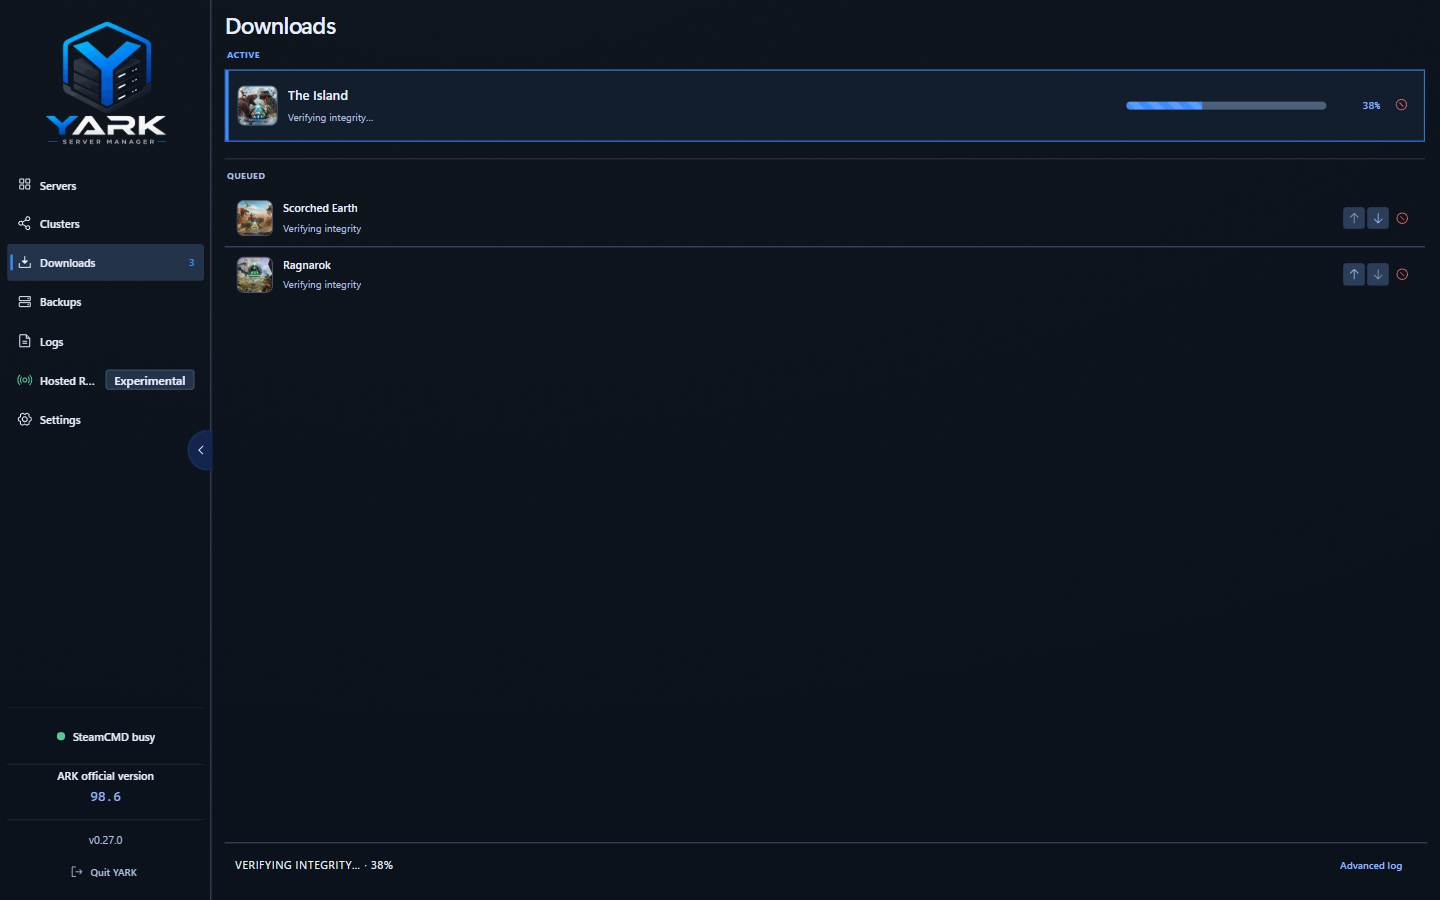 YARK
SERVER MANAGER
Servers
Clusters
Downloads 3
Backups
Logs
Hosted R... Experimental
Settings
SteamCMD busy
ARK official version
98.6
v0.27.0
Quit YARK
Downloads
ACTIVE
The Island
Verifying integrity...
38%
QUEUED
Scorched Earth
Verifying integrity
Ragnarok
Verifying integrity
VERIFYING INTEGRITY... · 38%
Advanced log